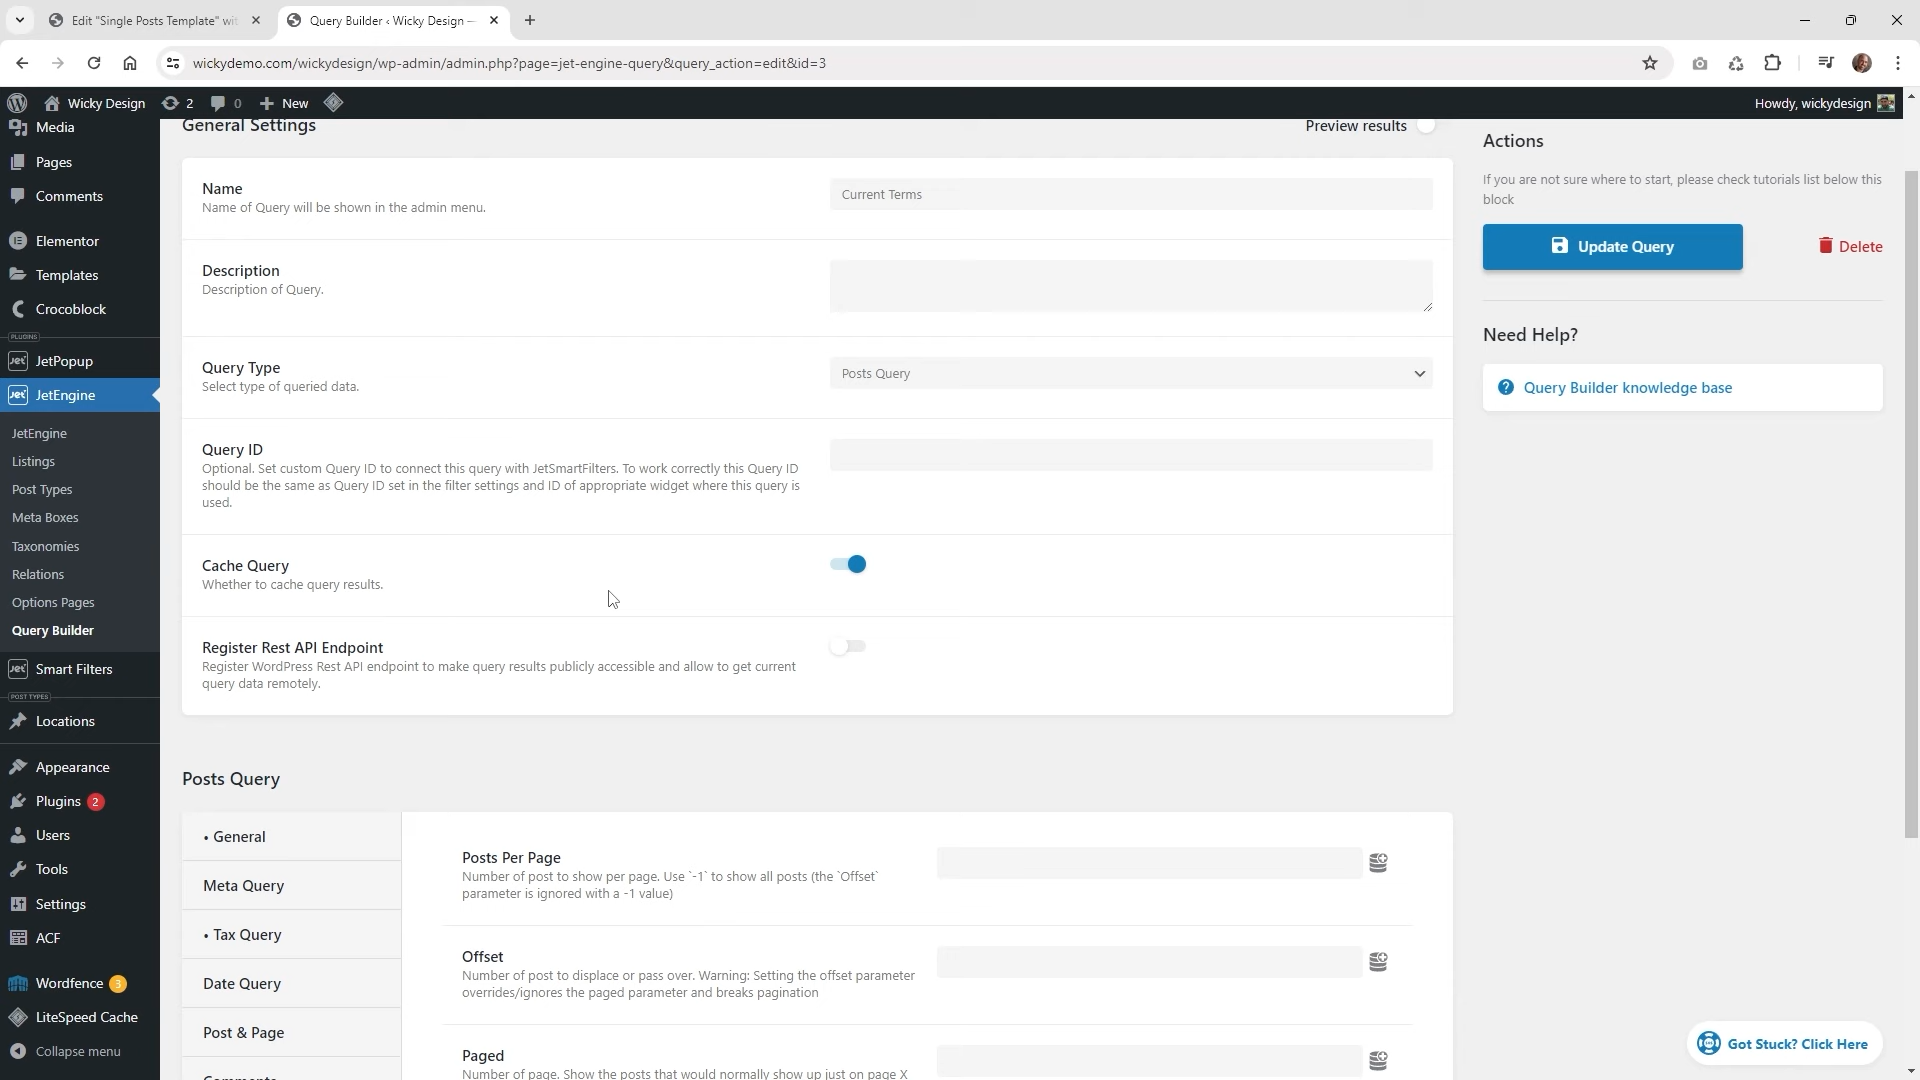 Edit "Single Posts Template" wit
Query Builder ‹ Wicky Design —
wickydemo.com/wickydesign/wp-admin/admin.php?page=jet-engine-query&query_action=edit&id=3
Wicky Design
2
0
New
Howdy, wickydesign
Media
Pages
Comments
Elementor
Templates
Crocoblock
PLUGINS
Jet JetPopup
Jet JetEngine
JetEngine
Listings
Post Types
Meta Boxes
Taxonomies
Relations
Options Pages
Query Builder
Jet Smart Filters
POST TYPES
Locations
Appearance
Plugins 2
Users
Tools
Settings
ACF
Wordfence 3
LiteSpeed Cache
Collapse menu
General Settings
Preview results
Name
Name of Query will be shown in the admin menu.
Current Terms
Description
Description of Query.
Query Type
Select type of queried data.
Posts Query
Query ID
Optional. Set custom Query ID to connect this query with JetSmartFilters. To work correctly this Query ID
should be the same as Query ID set in the filter settings and ID of appropriate widget where this query is
used.
Cache Query
Whether to cache query results.
Register Rest API Endpoint
Register WordPress Rest API endpoint to make query results publicly accessible and allow to get current
query data remotely.
Posts Query
• General
Meta Query
• Tax Query
Date Query
Post & Page
Comments
Posts Per Page
Number of post to show per page. Use `-1` to show all posts (the `Offset`
parameter is ignored with a -1 value)
Offset
Number of post to displace or pass over. Warning: Setting the offset parameter
overrides/ignores the paged parameter and breaks pagination
Paged
Number of page. Show the posts that would normally show up just on page X
Actions
If you are not sure where to start, please check tutorials list below this
block
Update Query
Delete
Need Help?
Query Builder knowledge base
Got Stuck? Click Here